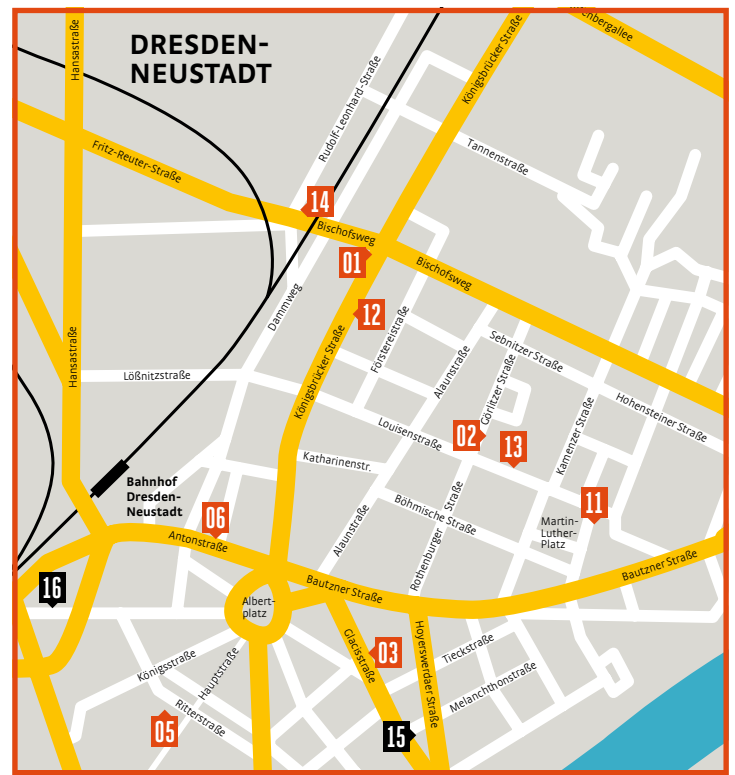 DRESDEN-
NEUSTADT
Hansastraße
Königsbrücker Straße
Rudolf-Leonhard-Straße
Fritz-Reuter-Straße
Tannenstraße
14
Bischofsweg
01
Bischofsweg
12
Dammweg
Förstereistraße
Königsbrücker Straße
Hansastraße
Alaunstraße
Sebnitzer Straße
Görlitzer Straße
Lößnitzstraße
Hohensteiner Straße
Kamenzer Straße
Louisenstraße
02
13
Katharinenstr.
Bahnhof
Dresden-
Neustadt
Böhmische Straße
11
06
Alaunstraße
Rothenburger Straße
Martin-
Luther-
Platz
Antonstraße
Bautzner Straße
Bautzner Straße
16
Albert-
platz
Glacisstraße
03
Hoyerswerdaer Straße
Tieckstraße
Königsstraße
Hauptstraße
Melanchthonstraße
Ritterstraße
05
15